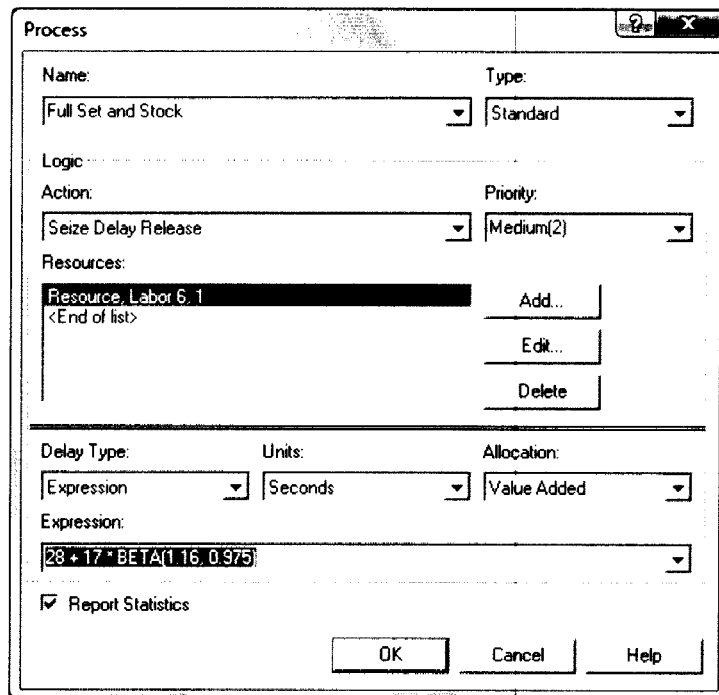 Process
Name: Type:
Full Set and Stock Standard
Logic
Action: Priority:
Seize Delay Release Medium(2)
Resources:
Resource, Labor 6, 1 Add...
<End of list>
Edit...
Delete
Delay Type: Units: Allocation:
Expression Seconds Value Added
Expression:
28 + 17 * BETA(1.16, 0.975)
Report Statistics
OK Cancel Help